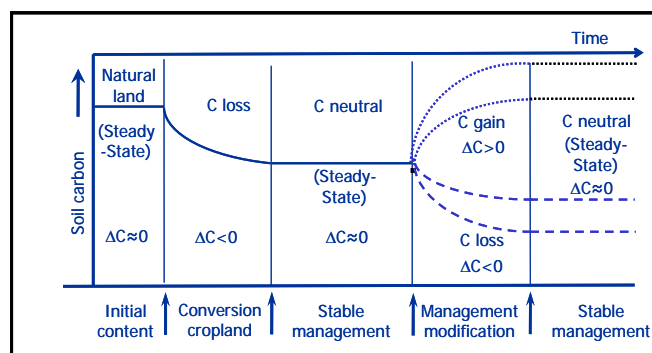 Time
Soil carbon
Natural
land
(Steady
-State)
ΔC≈0
C loss
ΔC<0
C neutral
(Steady-
State)
ΔC≈0
C gain
ΔC>0
C loss
ΔC<0
C neutral
(Steady-
State)
ΔC≈0
Initial
content
Conversion
cropland
Stable
management
Management
modification
Stable
management